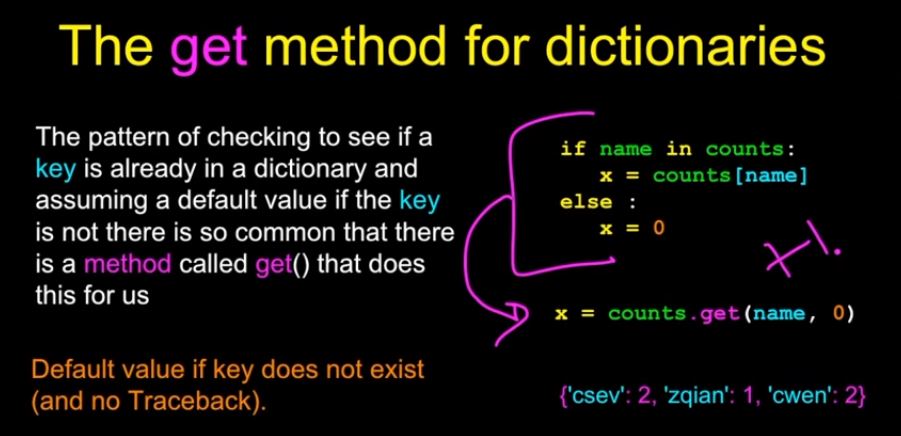 The get method for dictionaries
The pattern of checking to see if a
key is already in a dictionary and
assuming a default value if the key
is not there is so common that there
is a method called get() that does
this for us
Default value if key does not exist
(and no Traceback).
if name in counts:
    x = counts[name]
else :
    x = 0
x = counts.get(name, 0)
{'csev': 2, 'zqian': 1, 'cwen': 2}